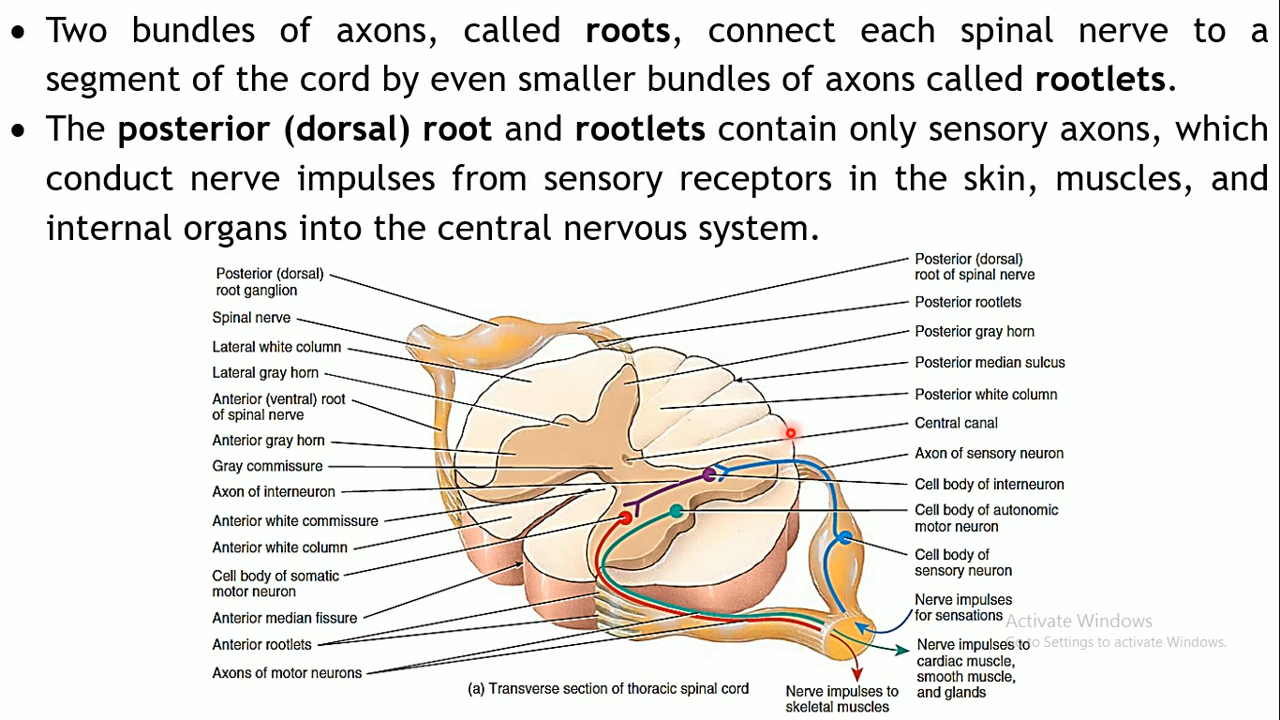 • Two bundles of axons, called roots, connect each spinal nerve to a
segment of the cord by even smaller bundles of axons called rootlets.
• The posterior (dorsal) root and rootlets contain only sensory axons, which
conduct nerve impulses from sensory receptors in the skin, muscles, and
internal organs into the central nervous system.
Posterior (dorsal)
root ganglion
Spinal nerve
Lateral white column
Lateral gray horn
Anterior (ventral) root
of spinal nerve
Anterior gray horn
Gray commissure
Axon of interneuron
Anterior white commissure
Anterior white column
Cell body of somatic
motor neuron
Anterior median fissure
Anterior rootlets
Axons of motor neurons
Posterior (dorsal)
root of spinal nerve
Posterior rootlets
Posterior gray horn
Posterior median sulcus
Posterior white column
Central canal
Axon of sensory neuron
Cell body of interneuron
Cell body of autonomic
motor neuron
Cell body of
sensory neuron
Nerve impulses
for sensations
Nerve impulses to
cardiac muscle,
smooth muscle,
and glands
Nerve impulses to
skeletal muscles
(a) Transverse section of thoracic spinal cord
Activate Windows
Go to Settings to activate Windows.